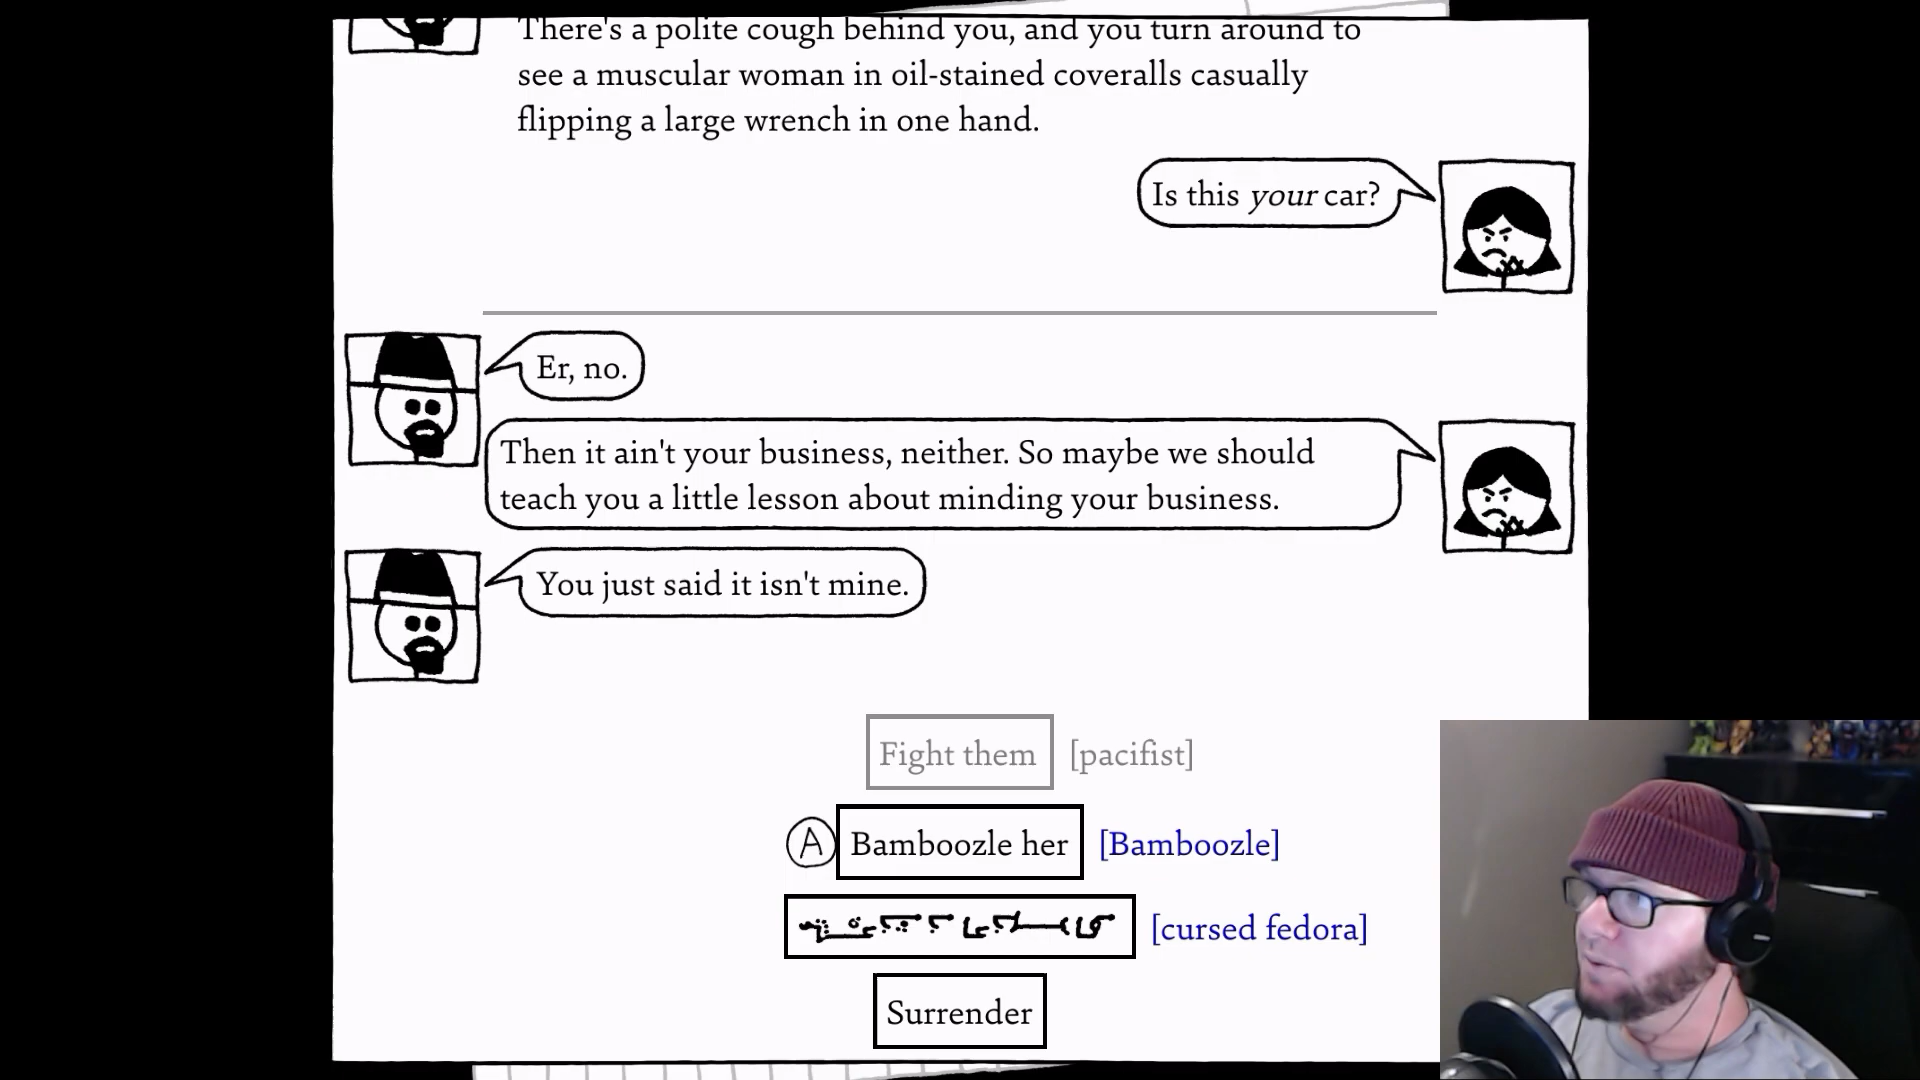 There's a polite cough behind you, and you turn around to
see a muscular woman in oil-stained coveralls casually
flipping a large wrench in one hand.
Is this your car?
Er, no.
Then it ain't your business, neither. So maybe we should
teach you a little lesson about minding your business.
You just said it isn't mine.
Fight them [pacifist]
A Bamboozle her [Bamboozle]
[cursed fedora]
Surrender